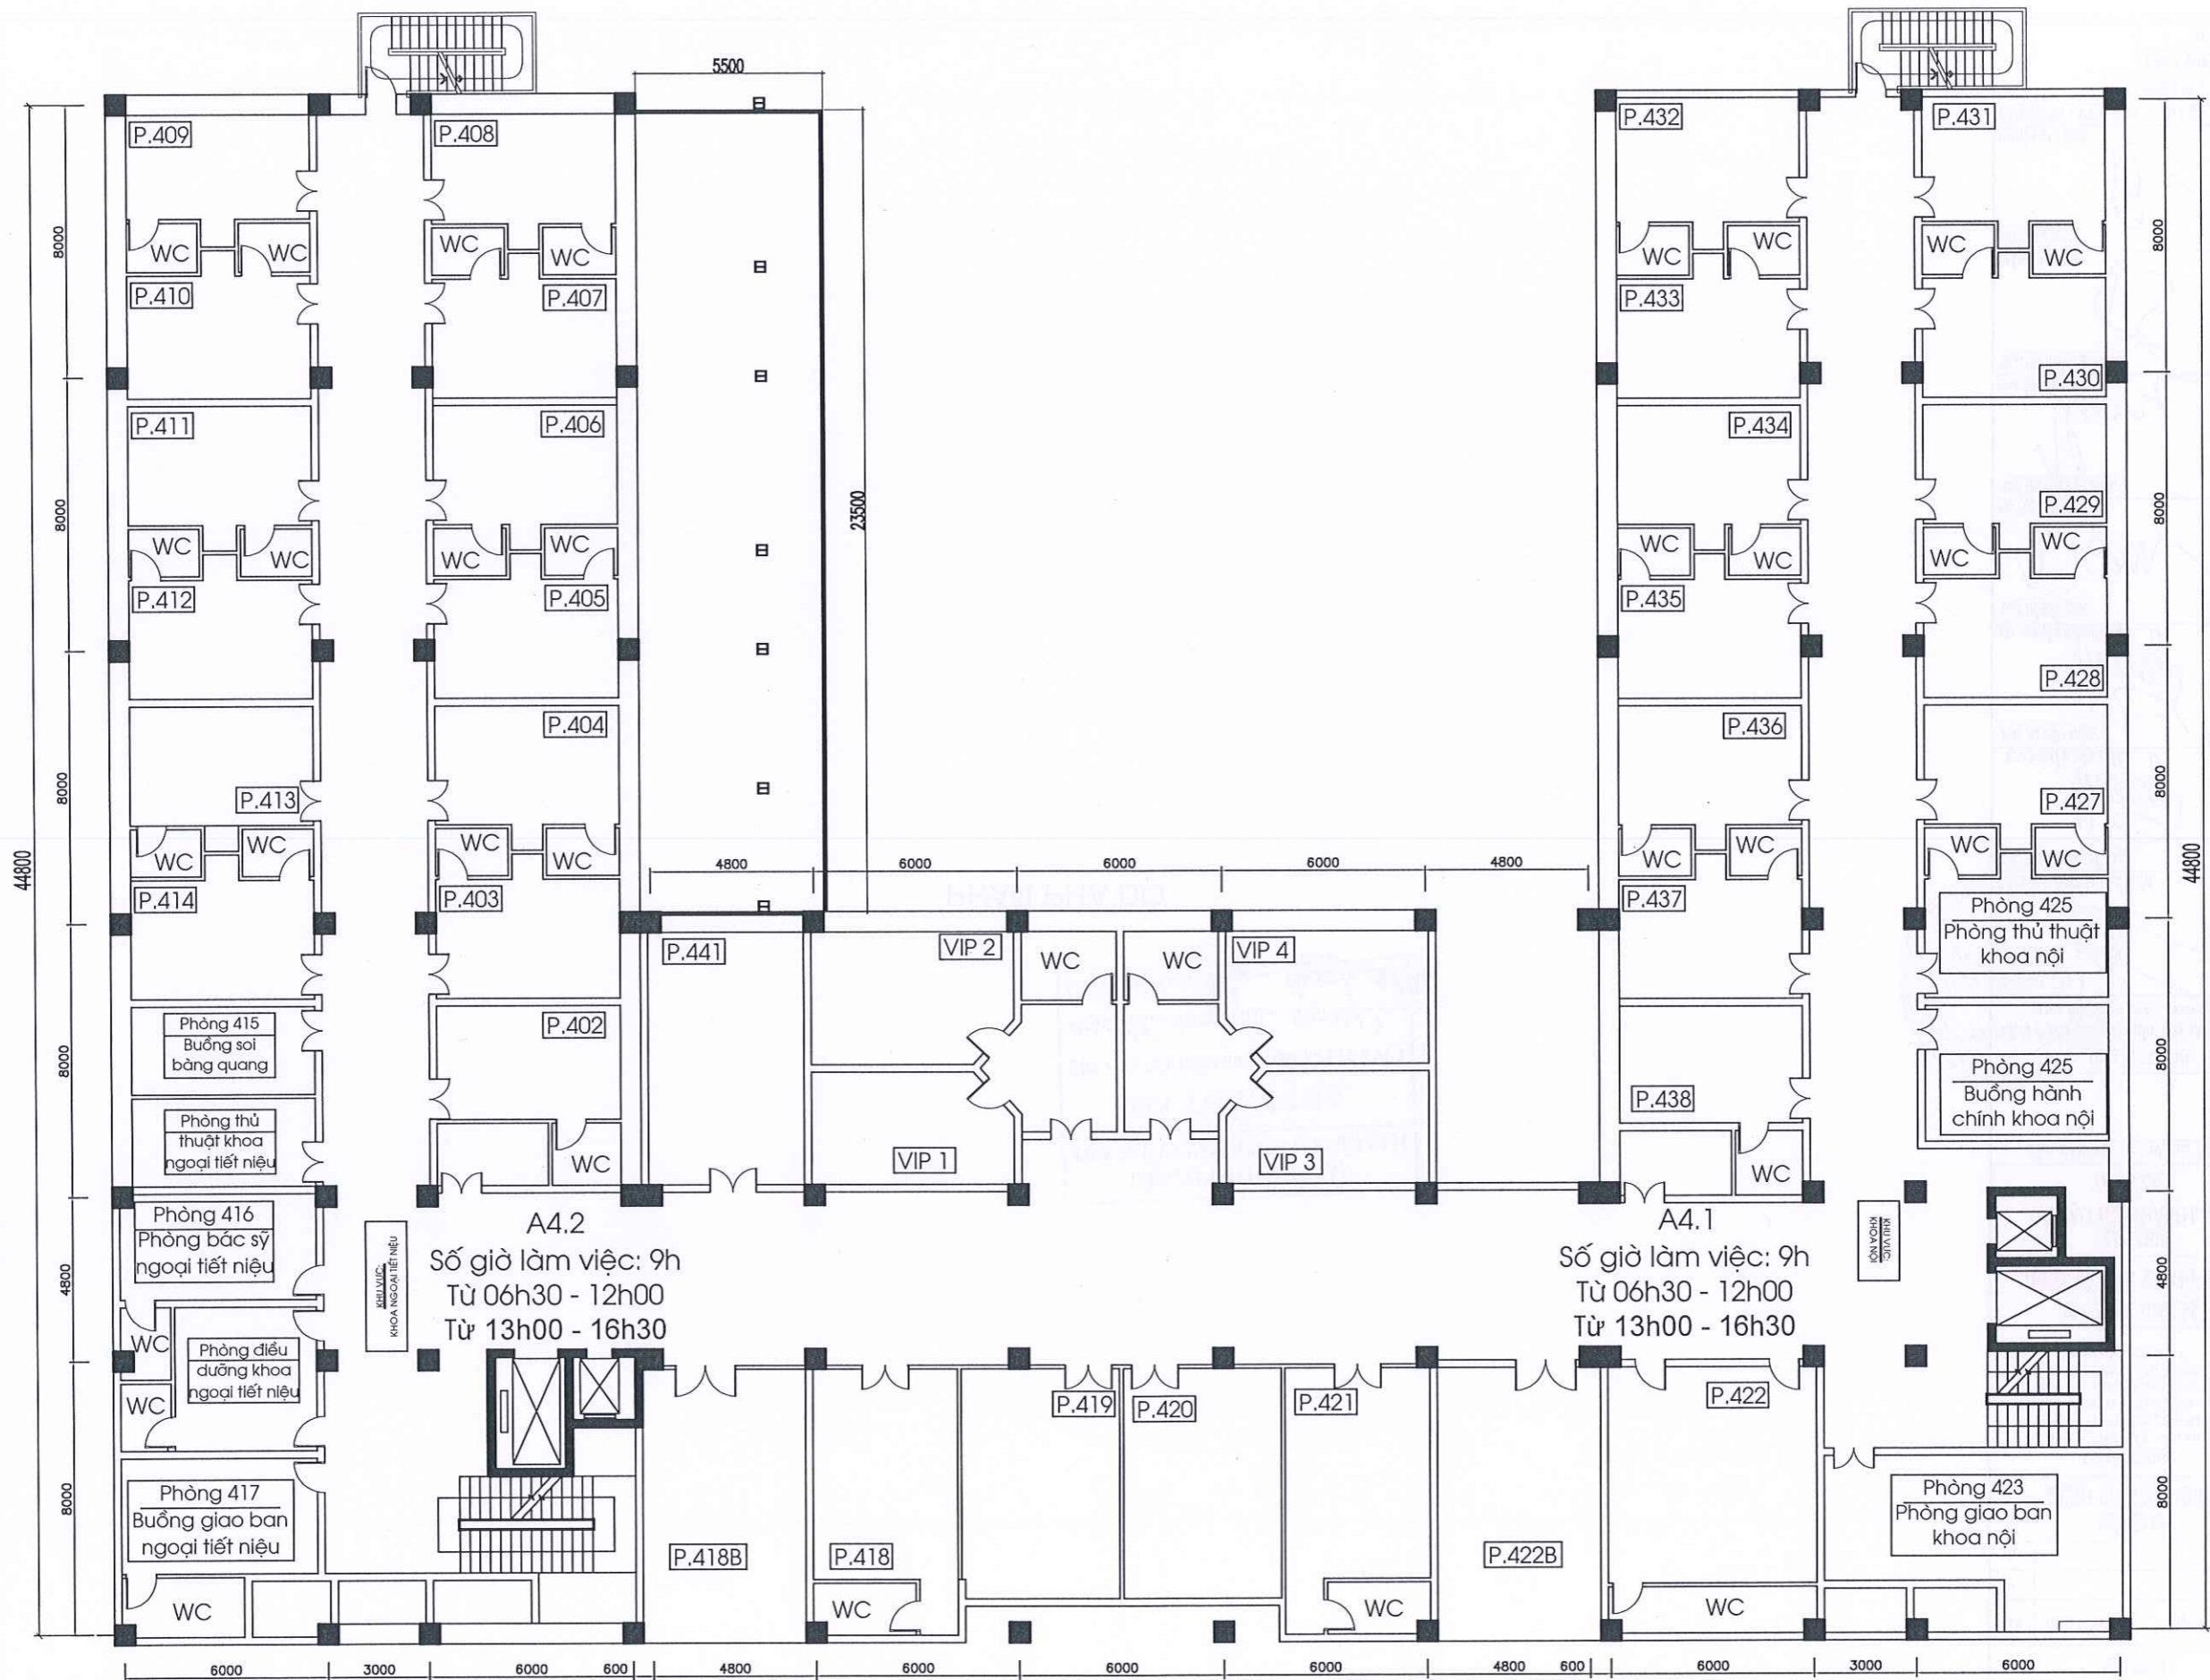 5500
P.409
P.408
P.432
P.431
WC
WC
WC
WC
WC
WC
WC
WC
8000
8000
P.410
P.407
P.433
P.430
P.411
P.406
P.434
P.429
8000
23500
8000
WC
WC
WC
WC
WC
WC
WC
WC
P.412
P.405
P.435
P.428
P.404
P.436
P.413
P.427
8000
8000
44800
44800
WC
WC
WC
WC
WC
WC
WC
WC
4800
6000
6000
6000
4800
P.414
P.403
P.437
Phòng 425
Phòng thủ thuật
khoa nội
P.441
VIP 2
WC
WC
VIP 4
Phòng 415
Buồng soi
bàng quang
P.402
8000
8000
Phòng 425
Buồng hành
chính khoa nội
P.438
Phòng thủ
thuật khoa
ngoại tiết niệu
WC
VIP 1
VIP 3
WC
Phòng 416
Phòng bác sỹ
ngoại tiết niệu
KHU VỰC:
KHOA NGOẠI TIẾT NIỆU
A4.2
Số giờ làm việc: 9h
Từ 06h30 - 12h00
Từ 13h00 - 16h30
A4.1
Số giờ làm việc: 9h
Từ 06h30 - 12h00
Từ 13h00 - 16h30
KHU VỰC:
KHOA NỘI
4800
4800
WC
Phòng điều
dưỡng khoa
ngoại tiết niệu
WC
P.419
P.420
P.421
P.422
8000
8000
Phòng 417
Buồng giao ban
ngoại tiết niệu
Phòng 423
Phòng giao ban
khoa nội
P.418B
P.418
P.422B
WC
WC
WC
WC
6000
3000
6000
600
4800
6000
6000
6000
4800
600
6000
3000
6000